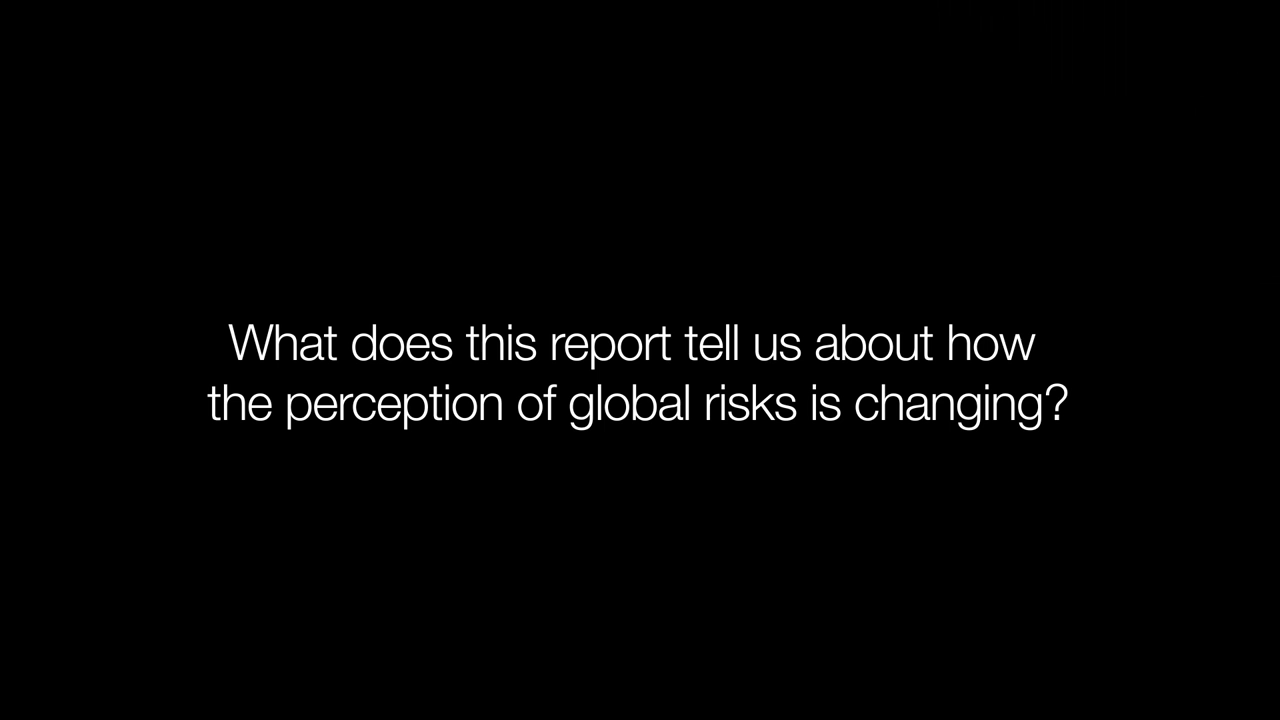 What does this report tell us about how
the perception of global risks is changing?